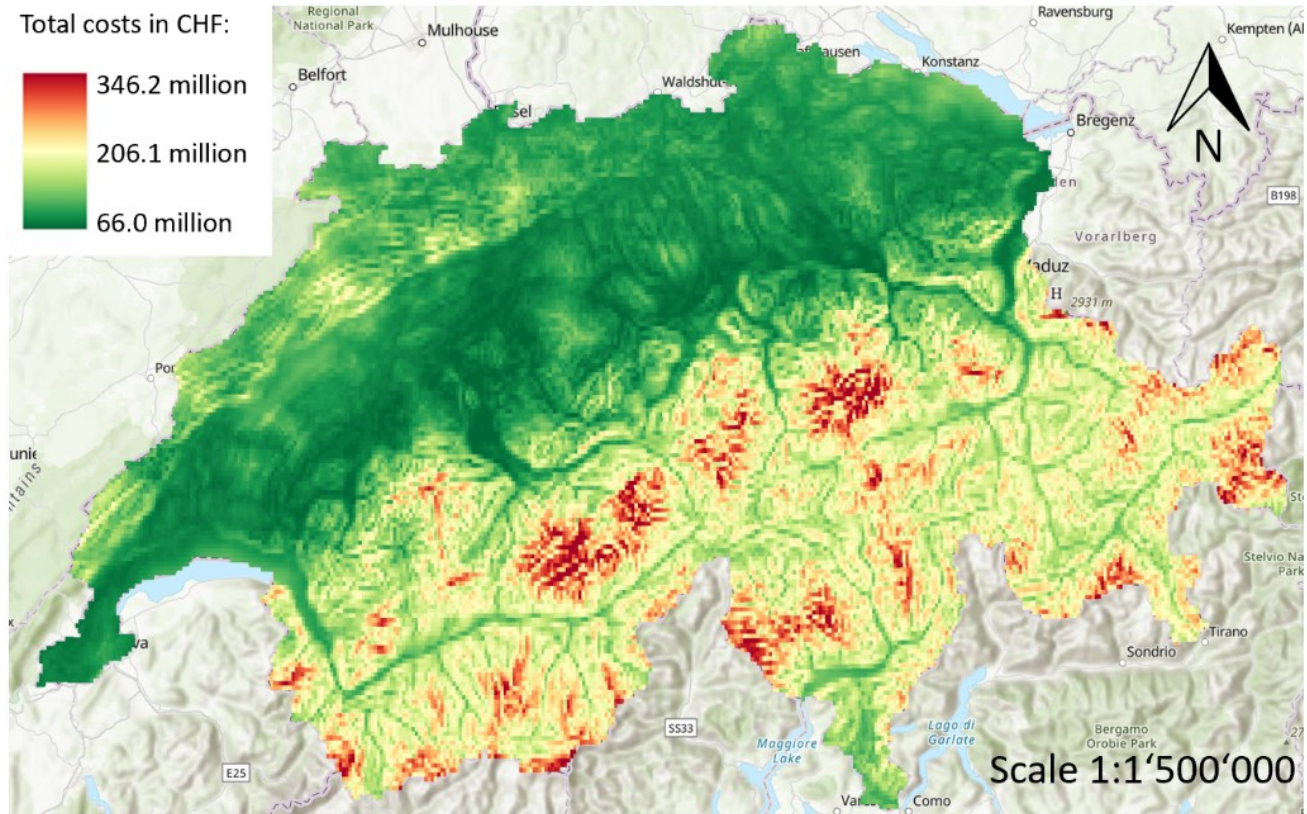 Total costs in CHF:
346.2 million
206.1 million
66.0 million
Regional
National Park
Mulhouse
Belfort
Waldshut-
Ravensburg
Kempten (Al
Konstanz
Bregenz
N
B198
Vorarlberg
aduz
H
2931 m
Stelvio Na
Park
Tirano
Sondrio
SS33
E25
Maggiore
Lake
Lago di
Garlate
Bergamo
Orobie Park
Como
Scale 1:1‘500‘000